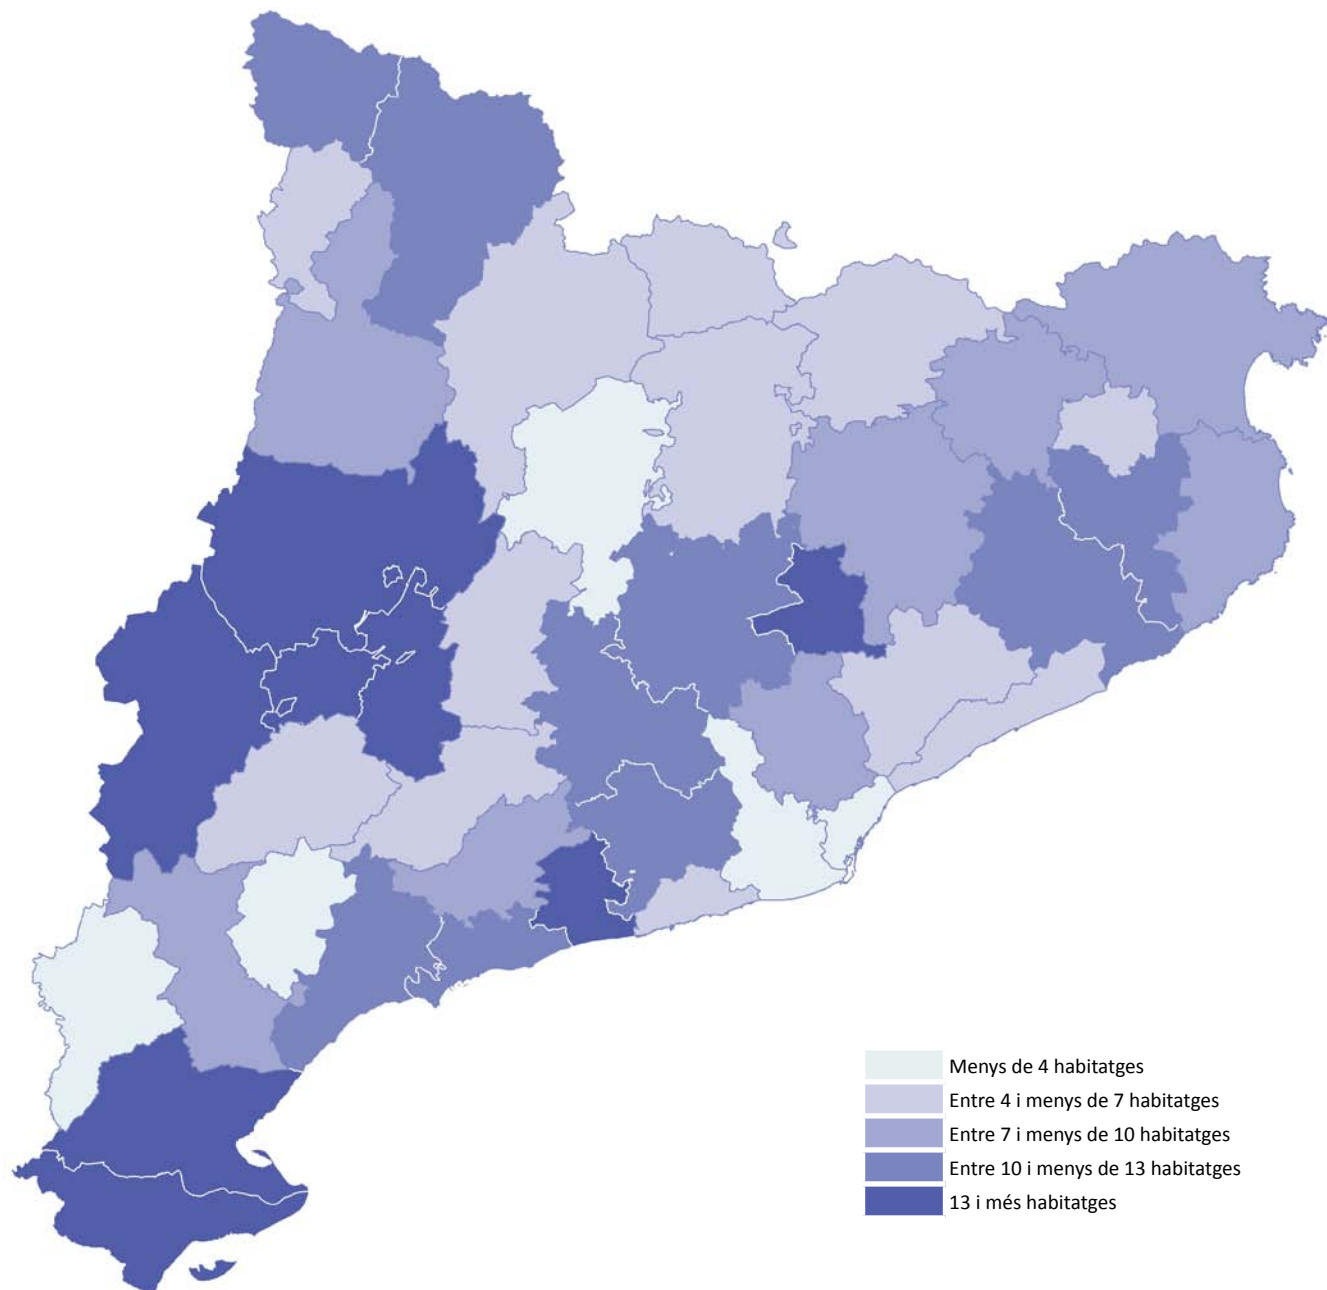 Menys de 4 habitatges
Entre 4 i menys de 7 habitatges
Entre 7 i menys de 10 habitatges
Entre 10 i menys de 13 habitatges
13 i més habitatges